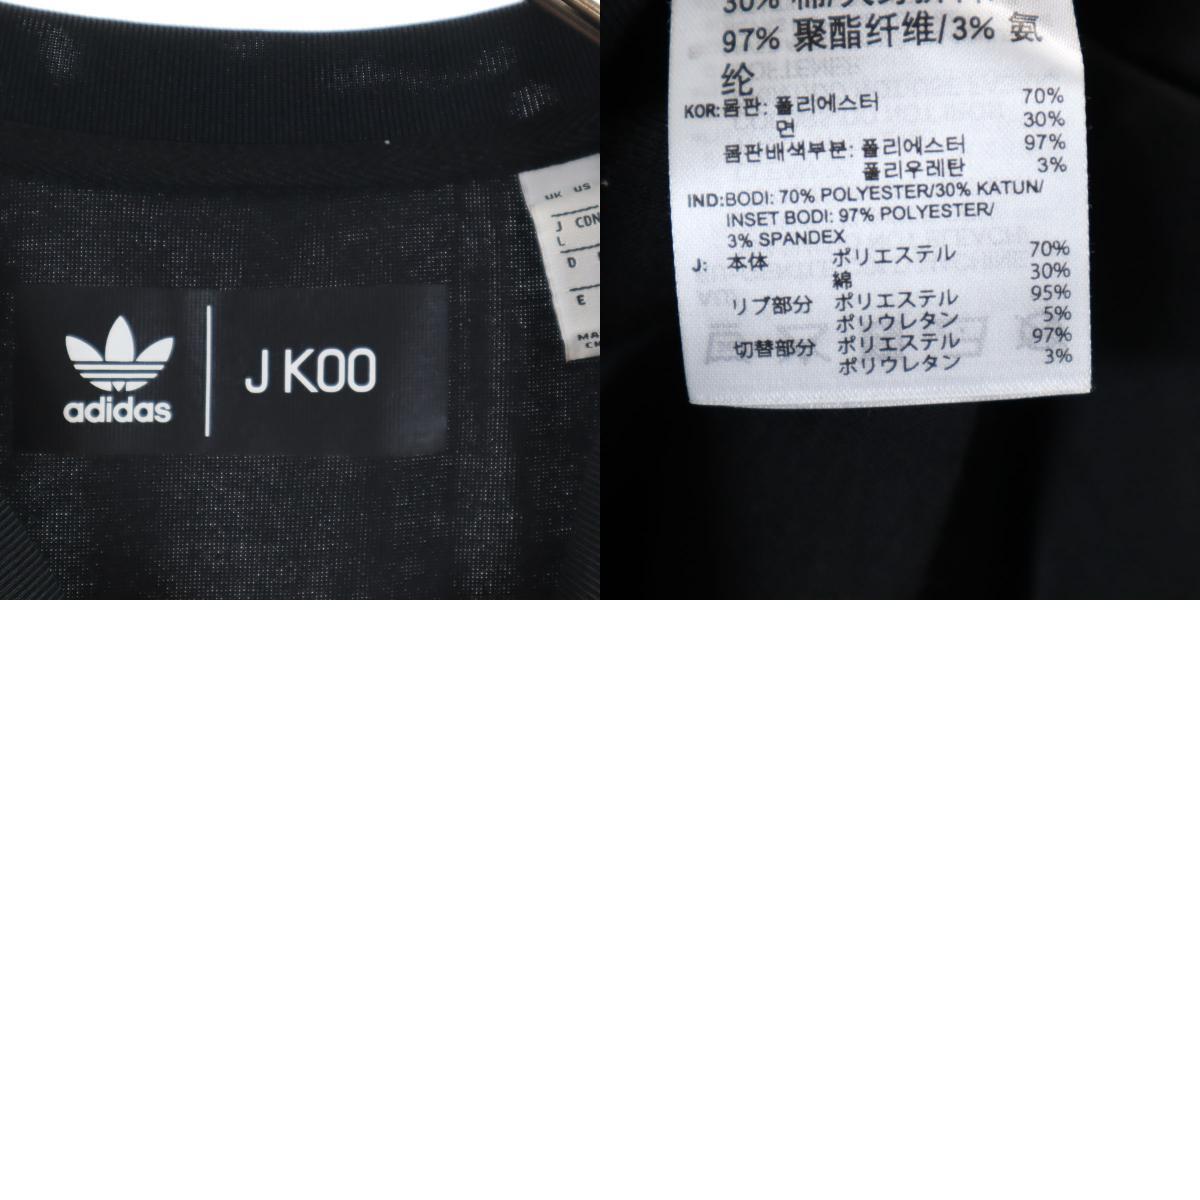 adidas
J KOO
UK US
J CDN
L
D
E
97% 聚酯纤维/3% 氨
纶
KOR:몸판: 폴리에스터 70%
면 30%
몸판배색부분: 폴리에스터 97%
폴리우레탄 3%
IND:BODI: 70% POLYESTER/30% KATUN/
INSET BODI: 97% POLYESTER/
3% SPANDEX
J: 本体 ポリエステル 70%
綿 30%
リブ部分 ポリエステル 95%
ポリウレタン 5%
切替部分 ポリエステル 97%
ポリウレタン 3%